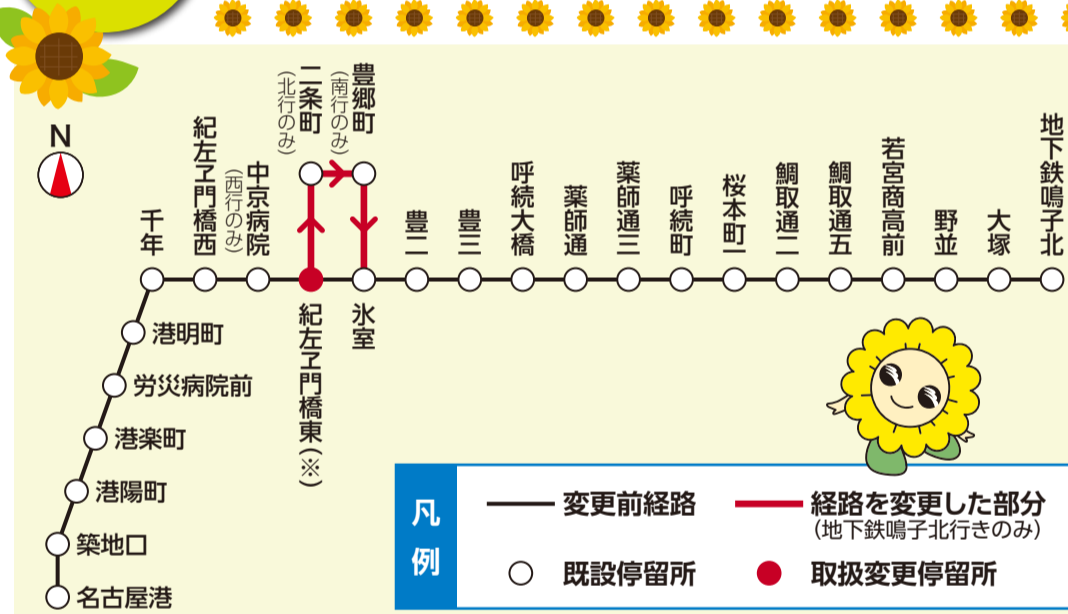 N
千年
紀左ヱ門橋西
中京病院
(西行のみ)
二条町
(北行のみ)
豊郷町
(南行のみ)
豊二
豊三
呼続大橋
薬師通
薬師通三
呼続町
桜本町一
鯛取通二
鯛取通五
若宮商高前
野並
大塚
地下鉄鳴子北
紀左ヱ門橋東(※)
氷室
港明町
労災病院前
港楽町
港陽町
築地口
名古屋港
凡例
変更前経路
経路を変更した部分
(地下鉄鳴子北行きのみ)
既設停留所
取扱変更停留所